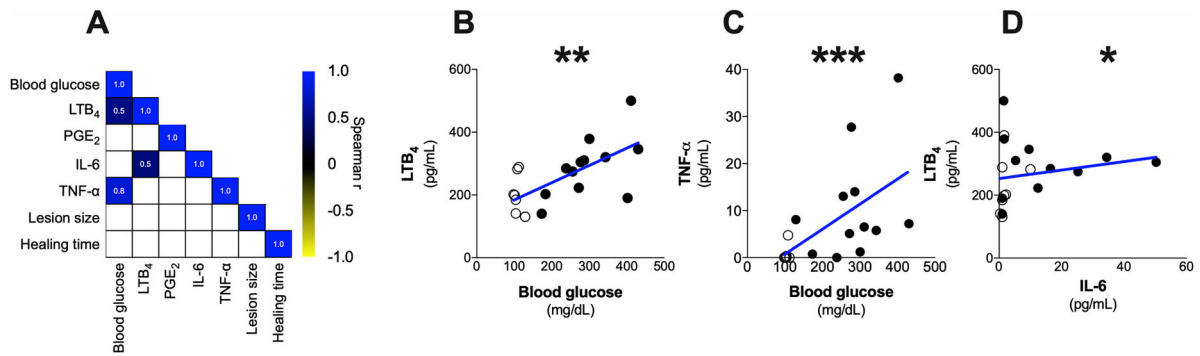 A
Blood glucose
LTB4
PGE2
IL-6
TNF-α
Lesion size
Healing time
1.0
0.5 1.0
1.0
0.5 1.0
0.8 1.0
1.0
1.0
Blood glucose
LTB4
PGE2
IL-6
TNF-α
Lesion size
Healing time
1.0
0.5
0
-0.5
-1.0
Spearman r
B
**
LTB4
(pg/mL)
600
400
200
0
0 100 200 300 400 500
Blood glucose
(mg/dL)
C
***
TNF-α
(pg/mL)
40
30
20
10
0
0 100 200 300 400 500
Blood glucose
(mg/dL)
D
*
LTB4
(pg/mL)
600
400
200
0
0 20 40 60
IL-6
(pg/mL)